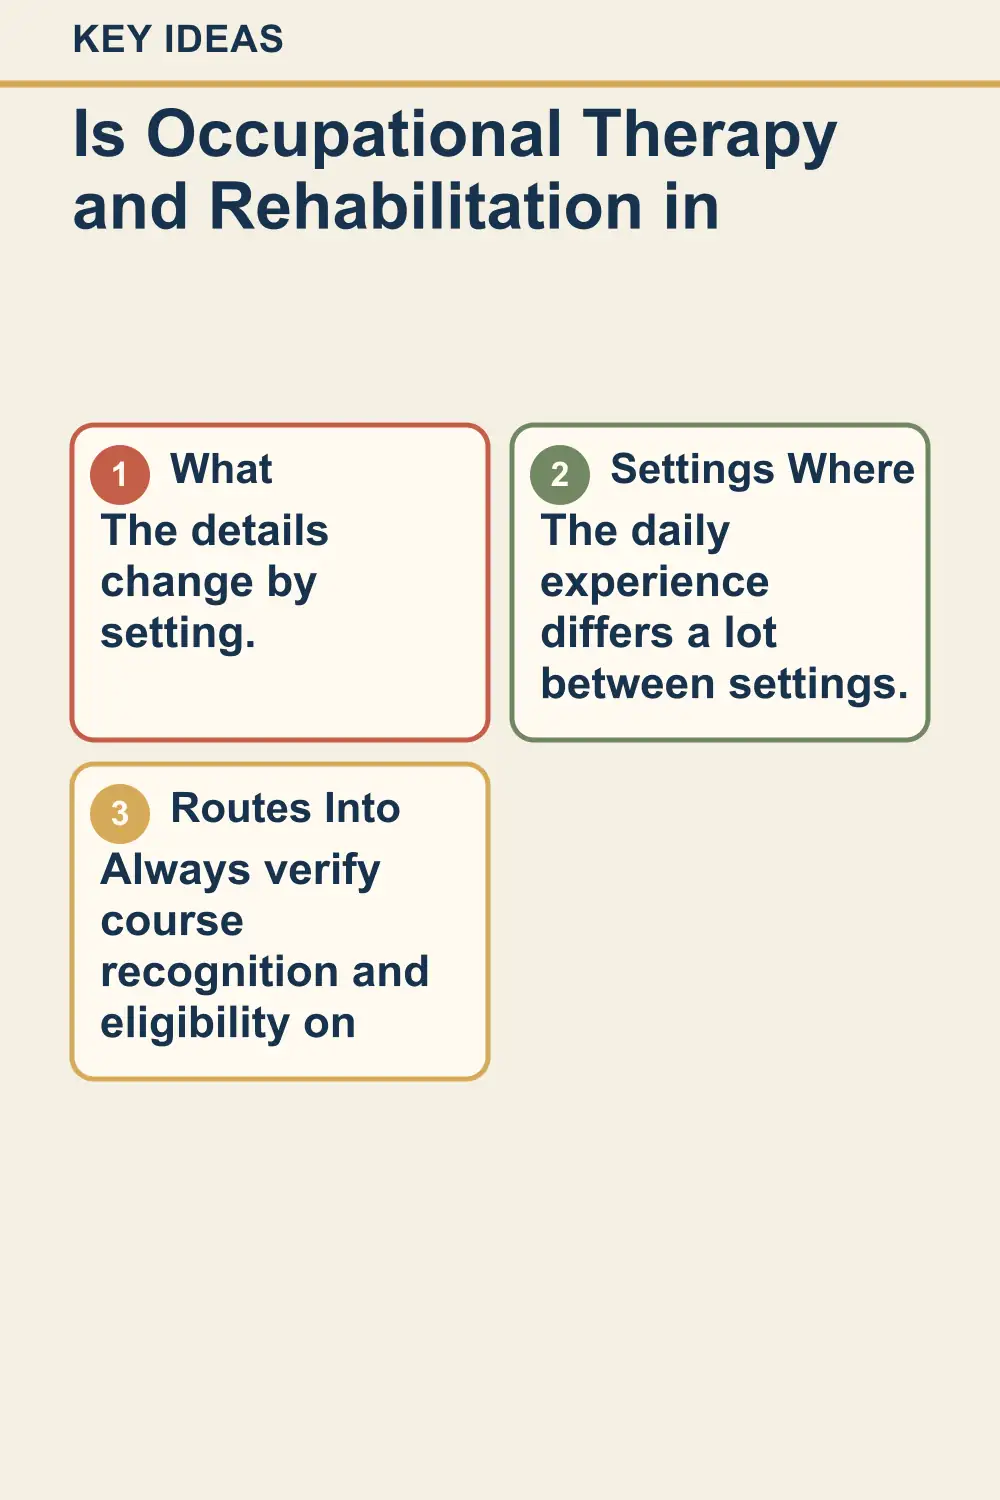 KEY IDEAS
Is Occupational Therapy
and Rehabilitation in
1 What
The details
change by
setting.
2 Settings Where
The daily
experience
differs a lot
between settings.
3 Routes Into
Always verify
course
recognition and
eligibility on